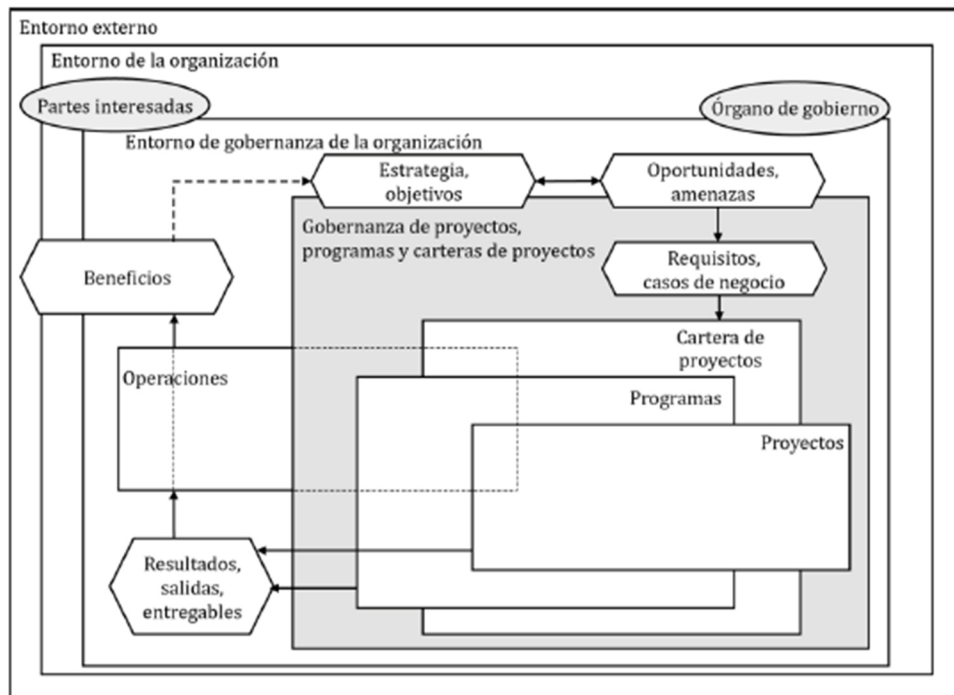 Entorno externo
Entorno de la organización
Partes interesadas
Órgano de gobierno
Entorno de gobernanza de la organización
Estrategia,
objetivos
Oportunidades,
amenazas
Gobernanza de proyectos,
programas y carteras de proyectos
Requisitos,
casos de negocio
Beneficios
Cartera de
proyectos
Operaciones
Programas
Proyectos
Resultados,
salidas,
entregables